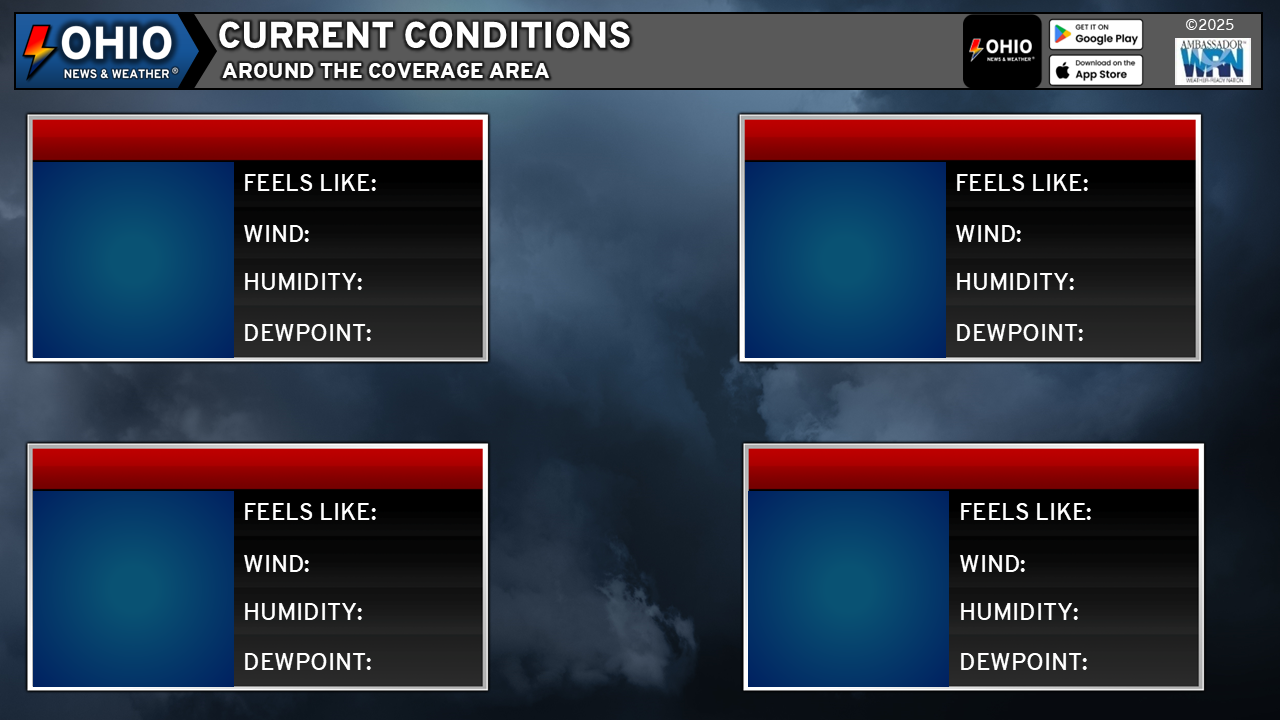 OHIO
NEWS & WEATHER®
CURRENT CONDITIONS
AROUND THE COVERAGE AREA
OHIO
NEWS & WEATHER®
GET IT ON
Google Play
Download on the
App Store
©2025
AMBASSADOR™
WRN
WEATHER-READY NATION
FEELS LIKE:
WIND:
HUMIDITY:
DEWPOINT:
FEELS LIKE:
WIND:
HUMIDITY:
DEWPOINT:
FEELS LIKE:
WIND:
HUMIDITY:
DEWPOINT:
FEELS LIKE:
WIND:
HUMIDITY:
DEWPOINT: